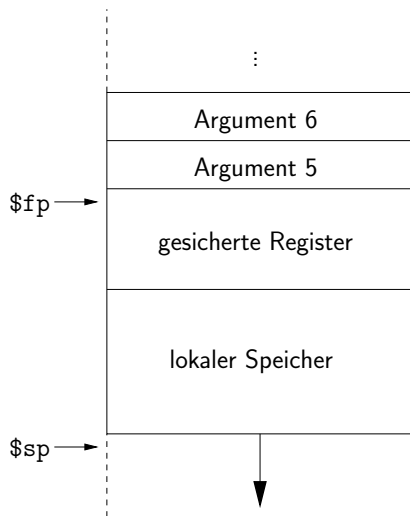 ⋮
Argument 6
Argument 5
$fp
gesicherte Register
lokaler Speicher
$sp